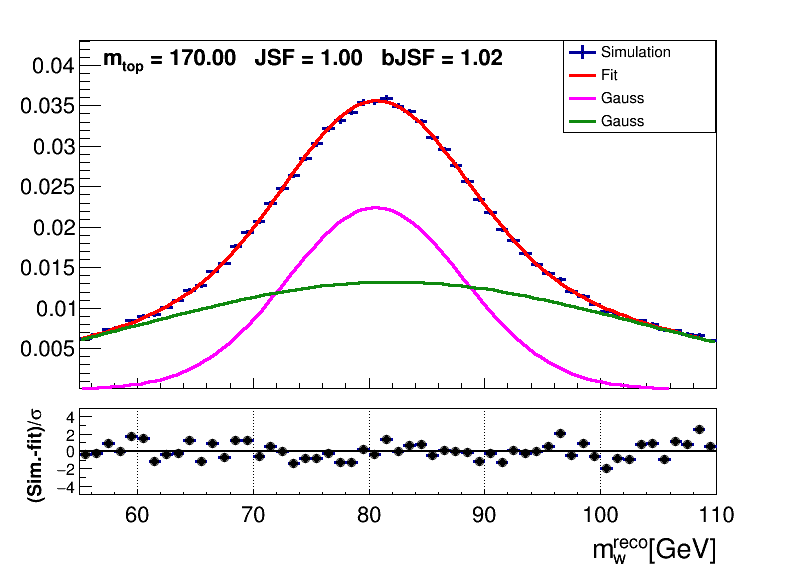 m_top = 170.00 JSF = 1.00 bJSF = 1.02
Simulation
Fit
Gauss
Gauss
0.04
0.035
0.03
0.025
0.02
0.015
0.01
0.005
(Sim.-fit)/σ
4
2
0
−2
−4
60 70 80 90 100 110
m_w^reco[GeV]